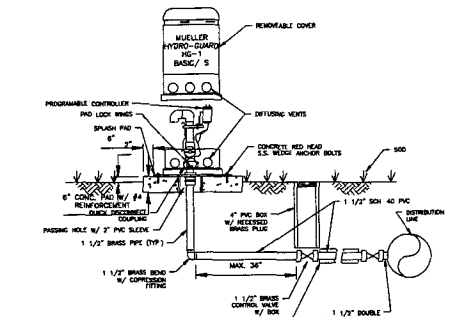 REMOVEABLE COVER
MUELLER
HYDRO-GUARD
HG-1
BASIC/ S
PROGRAMABLE CONTROLLER
PAD LOCK WINGS
DIFFUSING VENTS
SPLASH PAD
6"
2"
CONCRETE RED HEAD
S.S. WEDGE ANCHOR BOLTS
SOD
6" CONC. PAD W/ #4
REINFORCEMENT
QUICK DISCONNECT
COUPLING
PASSING HOLE W/ 2" PVC SLEEVE
1 1/2" BRASS PIPE (TYP)
4" PVC BOX
W/ RECESSED
BRASS PLUG
1 1/2" SCH 40 PVC
DISTRIBUTION
LINE
MAX. 36"
1 1/2" BRASS BEND
W/ COPRESSION
FITTING
1 1/2" BRASS
CONTROL VALVE
W/ BOX
1 1/2" DOUBLE